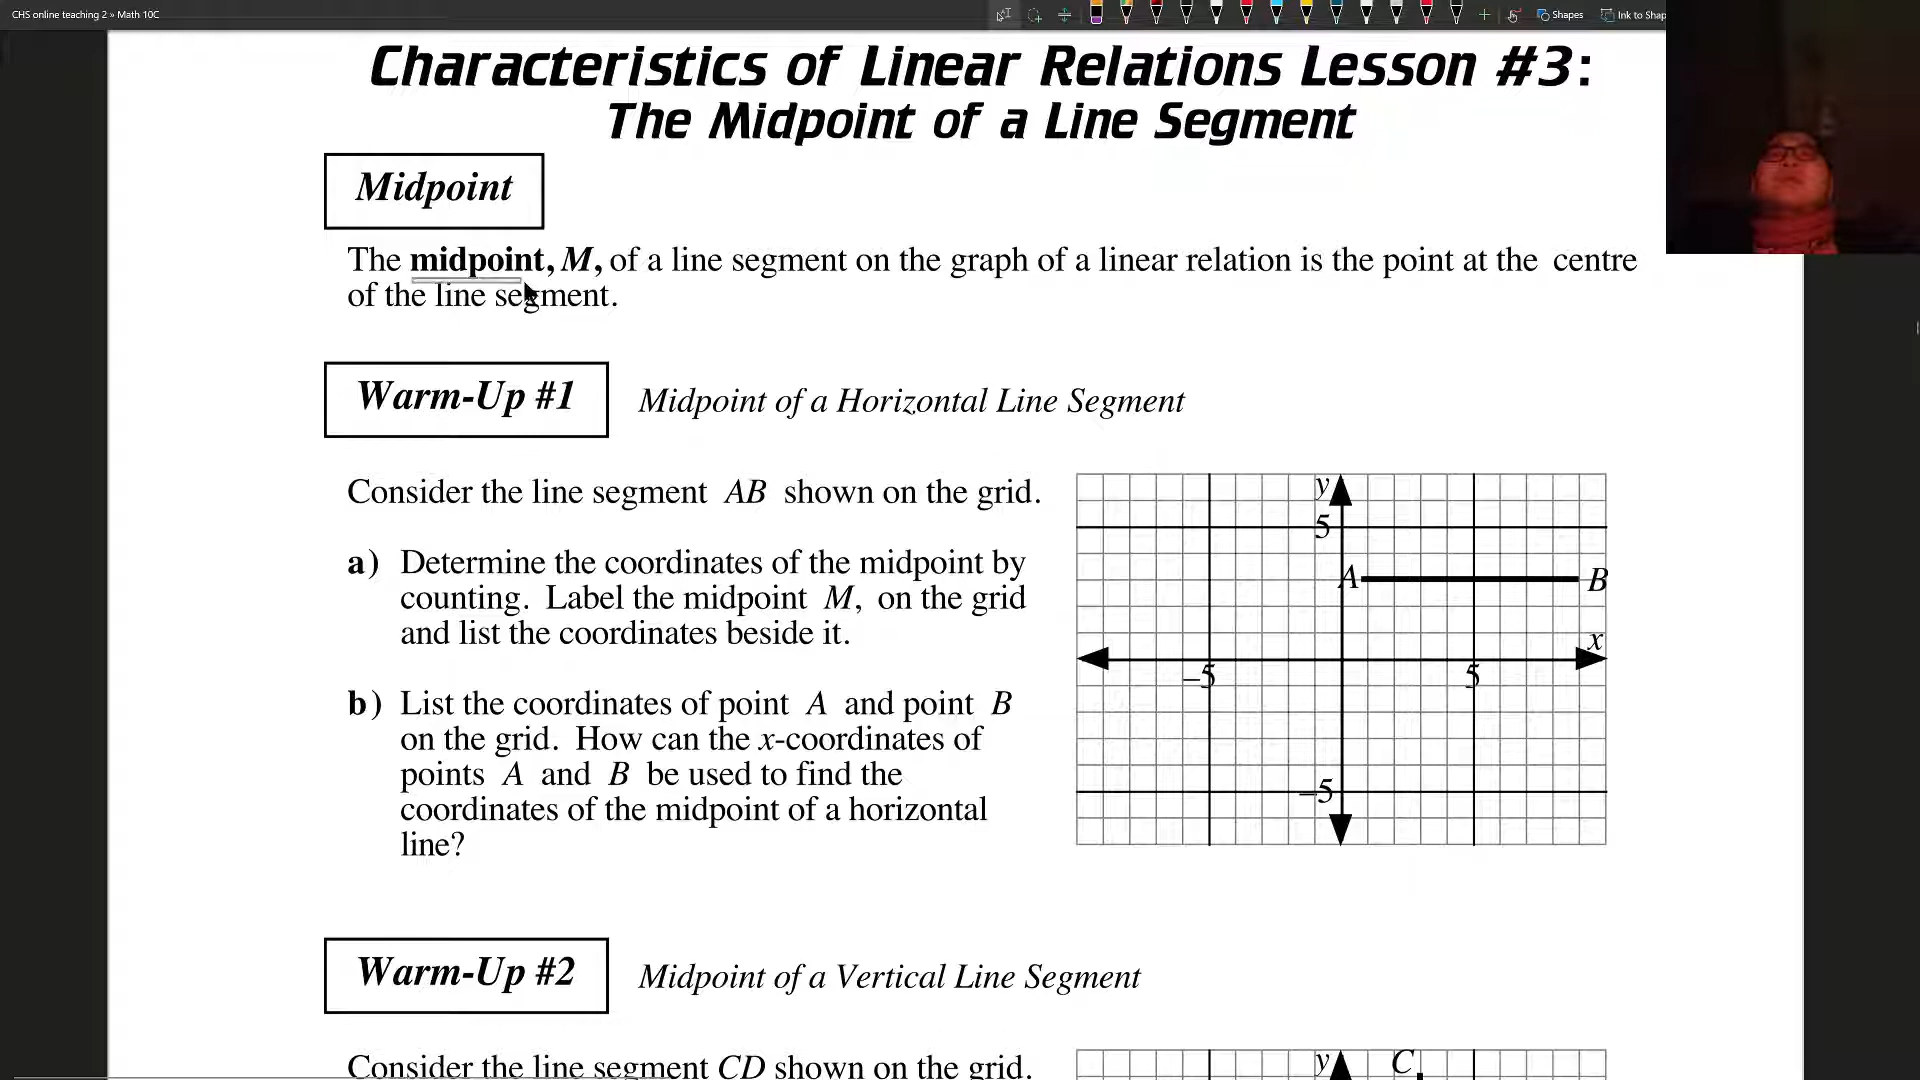 CHS online teaching 2 » Math 10C
Shapes
Ink to Shap
Characteristics of Linear Relations Lesson #3:
The Midpoint of a Line Segment
Midpoint
The midpoint, M, of a line segment on the graph of a linear relation is the point at the centre
of the line segment.
Warm-Up #1
Midpoint of a Horizontal Line Segment
Consider the line segment AB shown on the grid.
a) Determine the coordinates of the midpoint by
counting. Label the midpoint M, on the grid
and list the coordinates beside it.
b) List the coordinates of point A and point B
on the grid. How can the x-coordinates of
points A and B be used to find the
coordinates of the midpoint of a horizontal
line?
y
5
A
B
x
–5
5
–5
Warm-Up #2
Midpoint of a Vertical Line Segment
Consider the line segment CD shown on the grid.
y
C